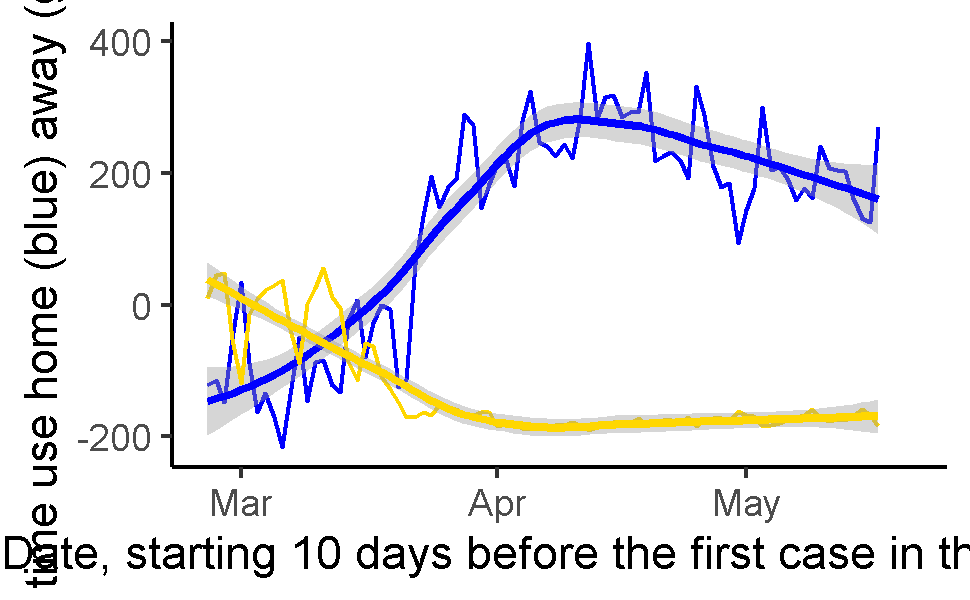 time use home (blue) away (
400
200
0
-200
Mar Apr May
Date, starting 10 days before the first case in th